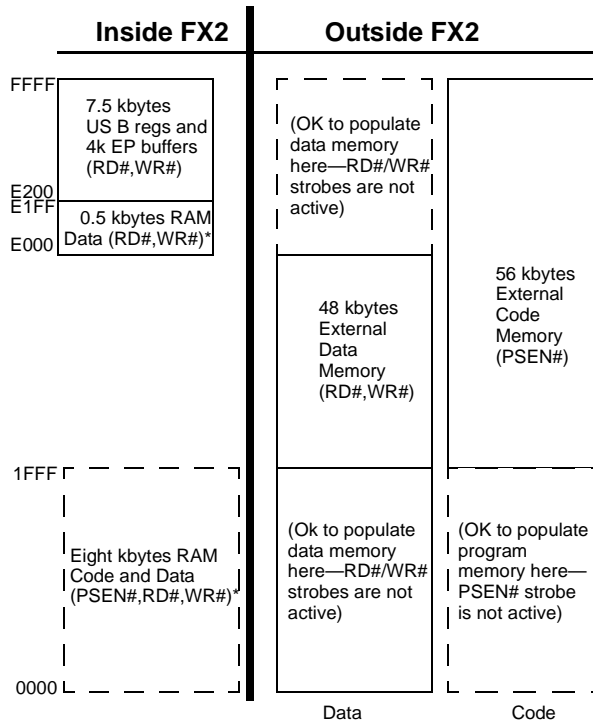 Inside FX2
Outside FX2
FFFF
7.5 kbytes
US B regs and
4k EP buffers
(RD#,WR#)
E200
E1FF
0.5 kbytes RAM
Data (RD#,WR#)*
E000
(OK to populate
data memory
here—RD#/WR#
strobes are not
active)
48 kbytes
External
Data
Memory
(RD#,WR#)
56 kbytes
External
Code
Memory
(PSEN#)
1FFF
Eight kbytes RAM
Code and Data
(PSEN#,RD#,WR#)*
(Ok to populate
data memory
here—RD#/WR#
strobes are not
active)
(OK to populate
program
memory here—
PSEN# strobe
is not active)
0000
Data
Code